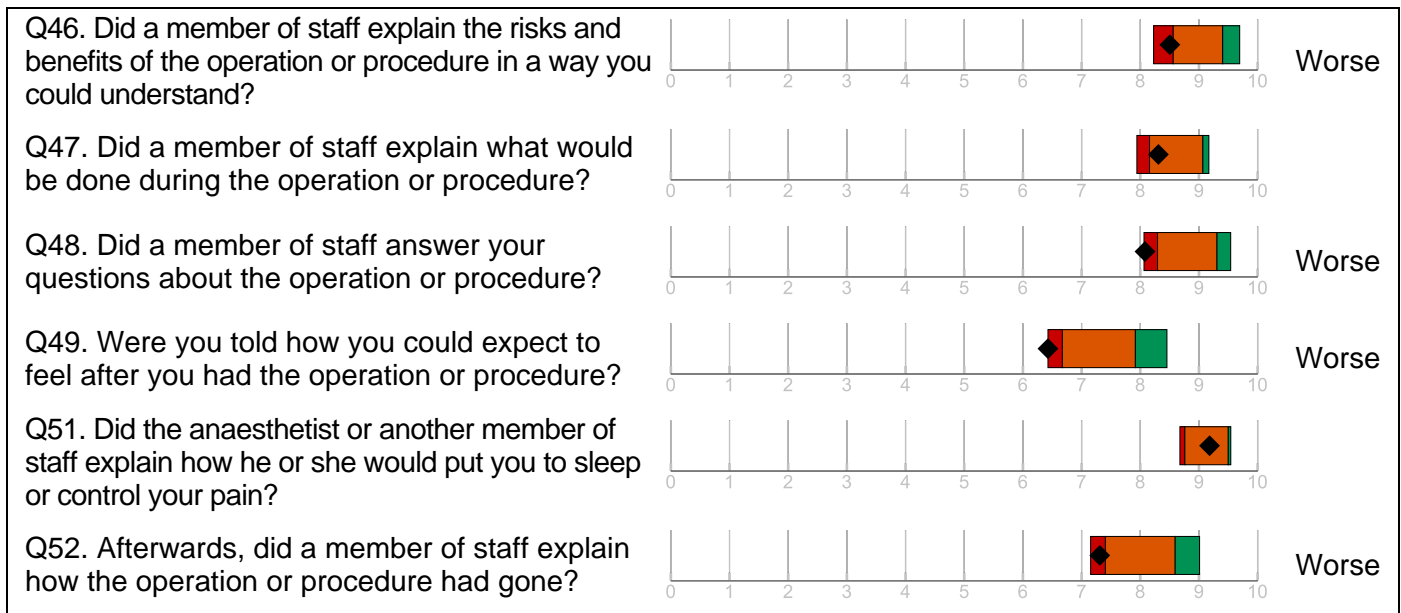 Q46. Did a member of staff explain the risks and
benefits of the operation or procedure in a way you
could understand?
0 1 2 3 4 5 6 7 8 9 10
Worse
Q47. Did a member of staff explain what would
be done during the operation or procedure?
0 1 2 3 4 5 6 7 8 9 10
Q48. Did a member of staff answer your
questions about the operation or procedure?
0 1 2 3 4 5 6 7 8 9 10
Worse
Q49. Were you told how you could expect to
feel after you had the operation or procedure?
0 1 2 3 4 5 6 7 8 9 10
Worse
Q51. Did the anaesthetist or another member of
staff explain how he or she would put you to sleep
or control your pain?
0 1 2 3 4 5 6 7 8 9 10
Q52. Afterwards, did a member of staff explain
how the operation or procedure had gone?
0 1 2 3 4 5 6 7 8 9 10
Worse